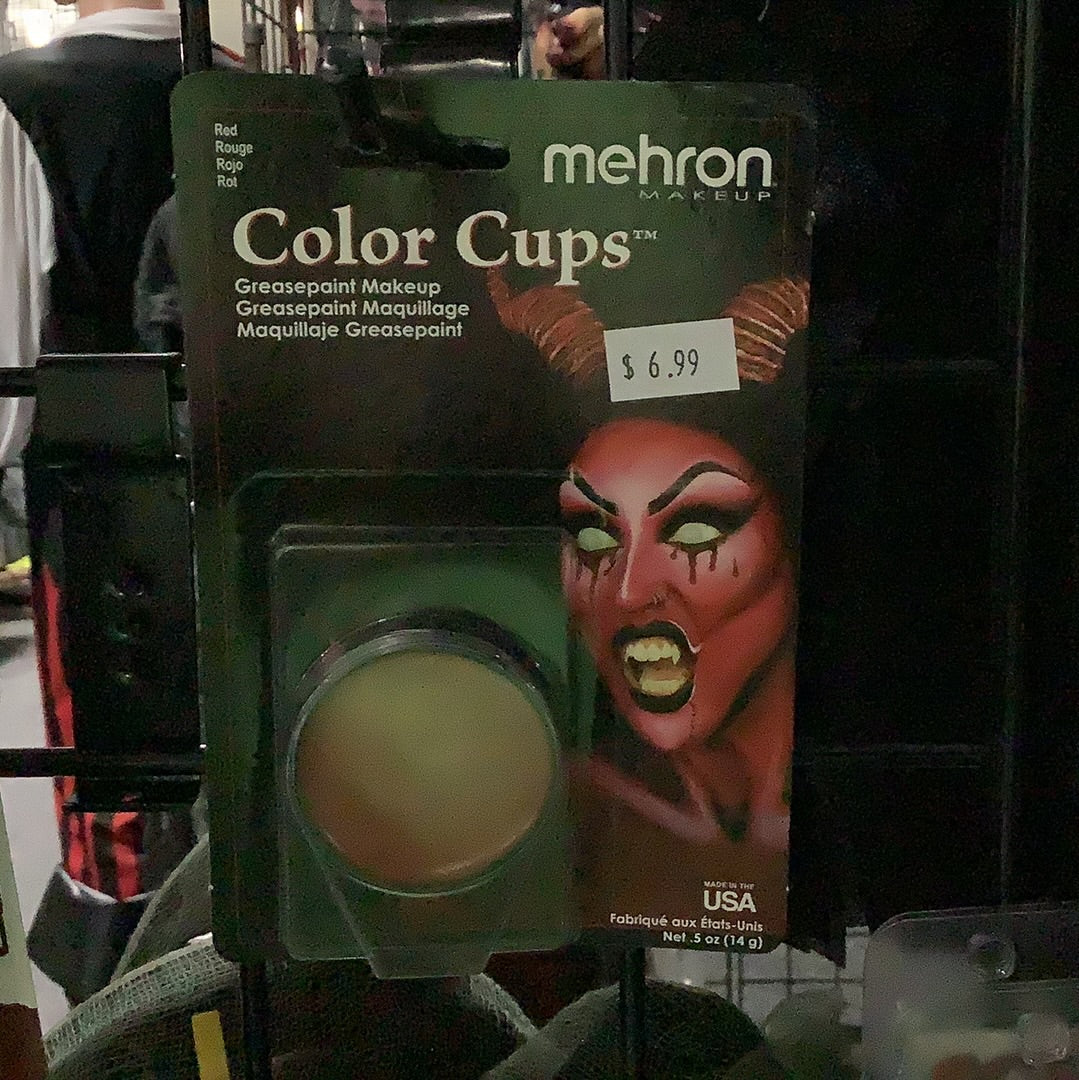 Red
Rouge
Rojo
Rot
mehron
MAKEUP
Color Cups™
Greasepaint Makeup
Greasepaint Maquillage
Maquillaje Greasepaint
$ 6.99
MADE IN THE
USA
Fabriqué aux États-Unis
Net .5 oz (14 g)